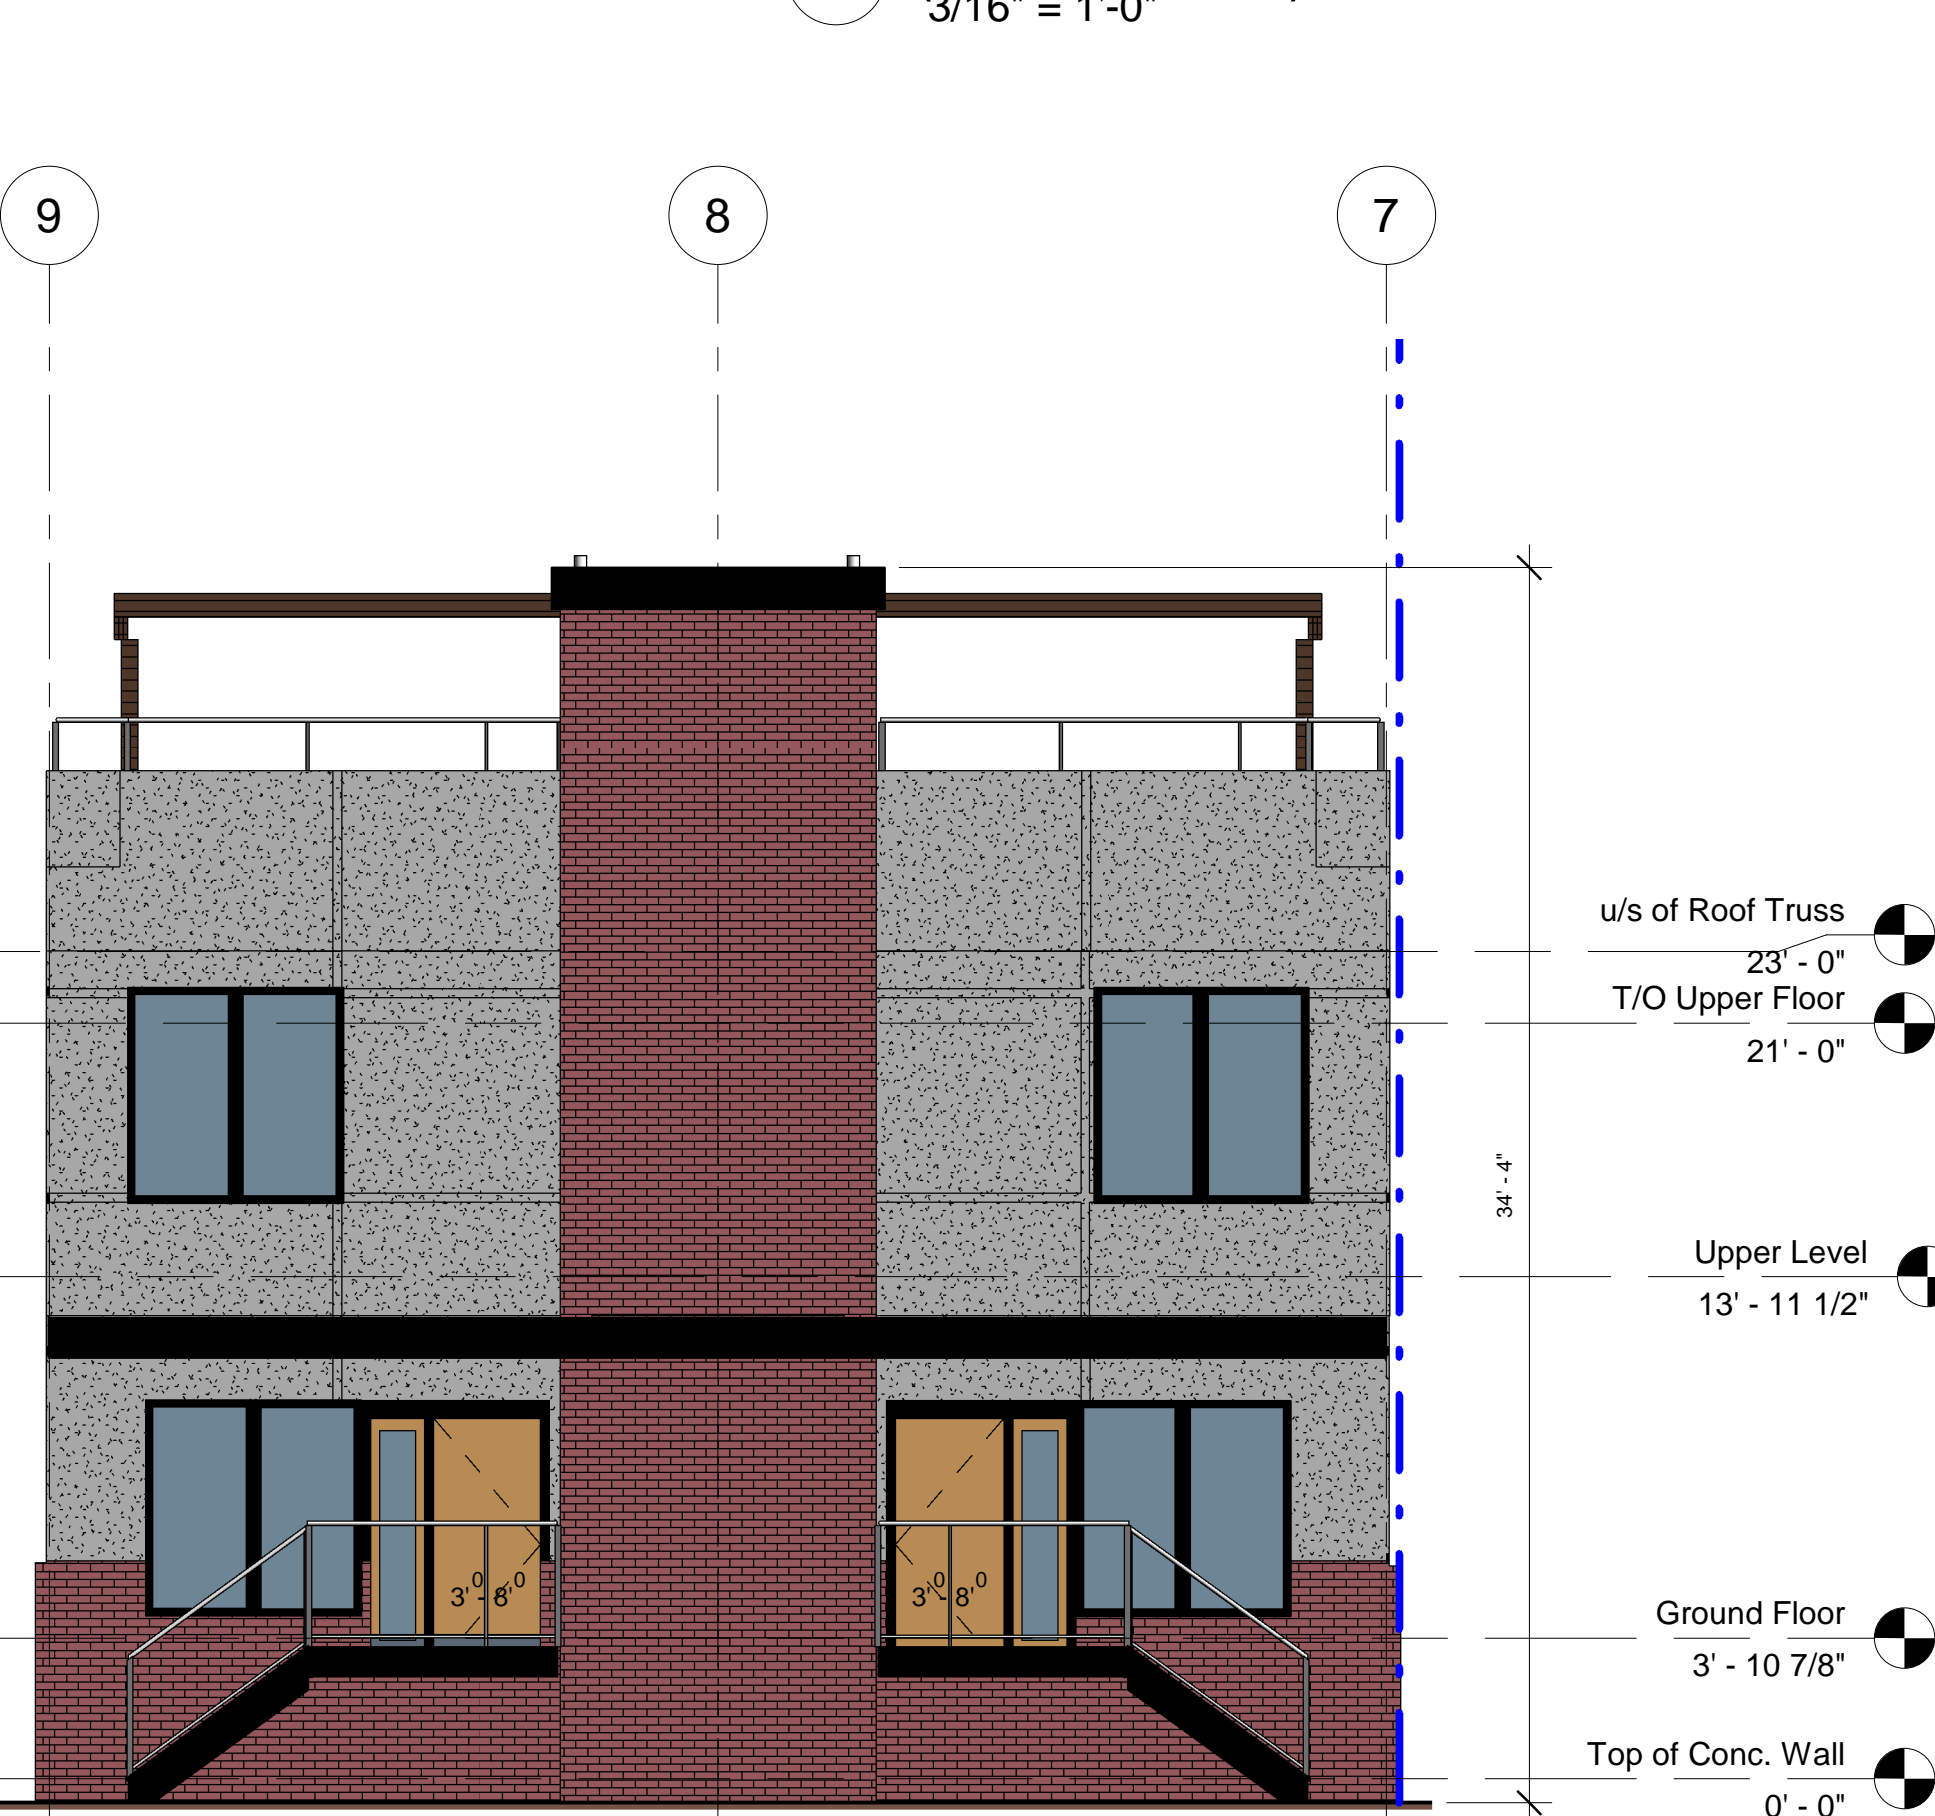 3/16" = 1'-0"
9
8
7
u/s of Roof Truss
23' - 0"
T/O Upper Floor
21' - 0"
34' - 4"
Upper Level
13' - 11 1/2"
3'0 - 8'0
3'0 - 8'0
Ground Floor
3' - 10 7/8"
Top of Conc. Wall
0' - 0"